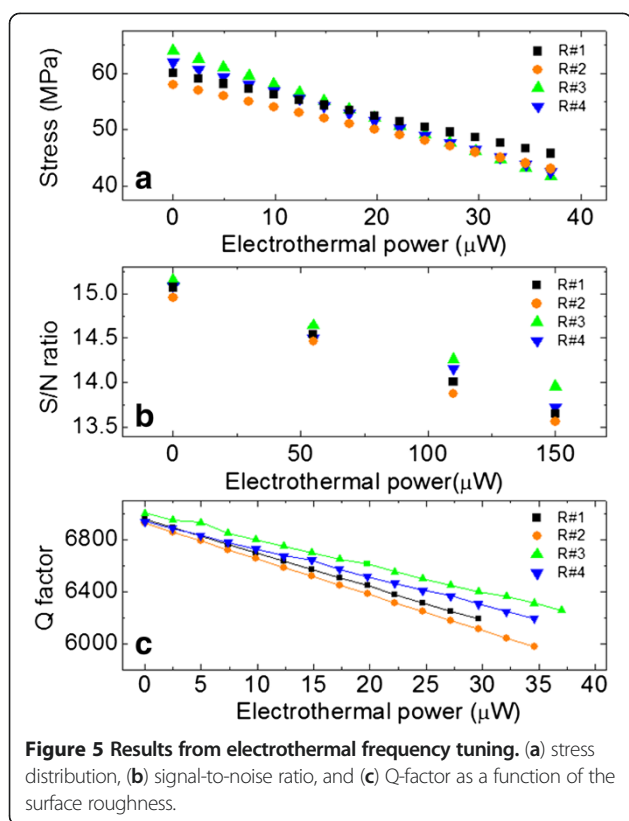 60
50
40
Stress (MPa)
R#1
R#2
R#3
R#4
a
0
10
20
30
40
Electrothermal power (μW)
15.0
14.5
14.0
13.5
S/N ratio
R#1
R#2
R#3
R#4
b
0
50
100
150
Electrothermal power(μW)
6800
6400
6000
Q factor
R#1
R#2
R#3
R#4
c
0
5
10
15
20
25
30
35
40
Electrothermal power (μW)
Figure 5 Results from electrothermal frequency tuning. (a) stress
distribution, (b) signal-to-noise ratio, and (c) Q-factor as a function of the
surface roughness.